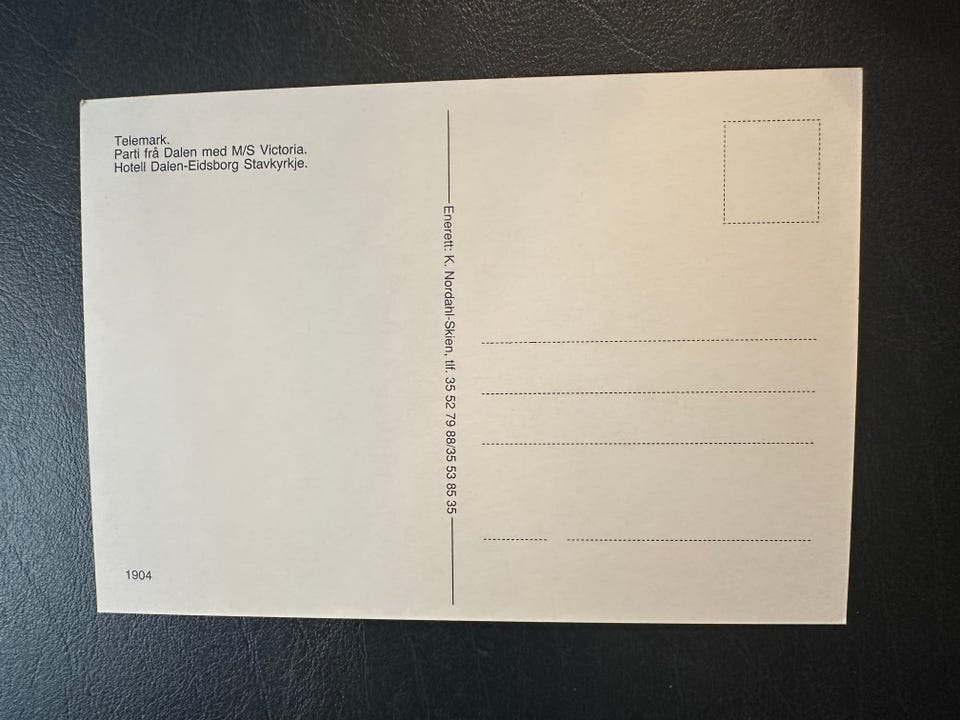 Telemark.
Parti frå Dalen med M/S Victoria.
Hotell Dalen-Eidsborg Stavkyrkje.
Enerett: K. Nordahl-Skien, tlf. 35 52 79 88/35 53 85 35
1904